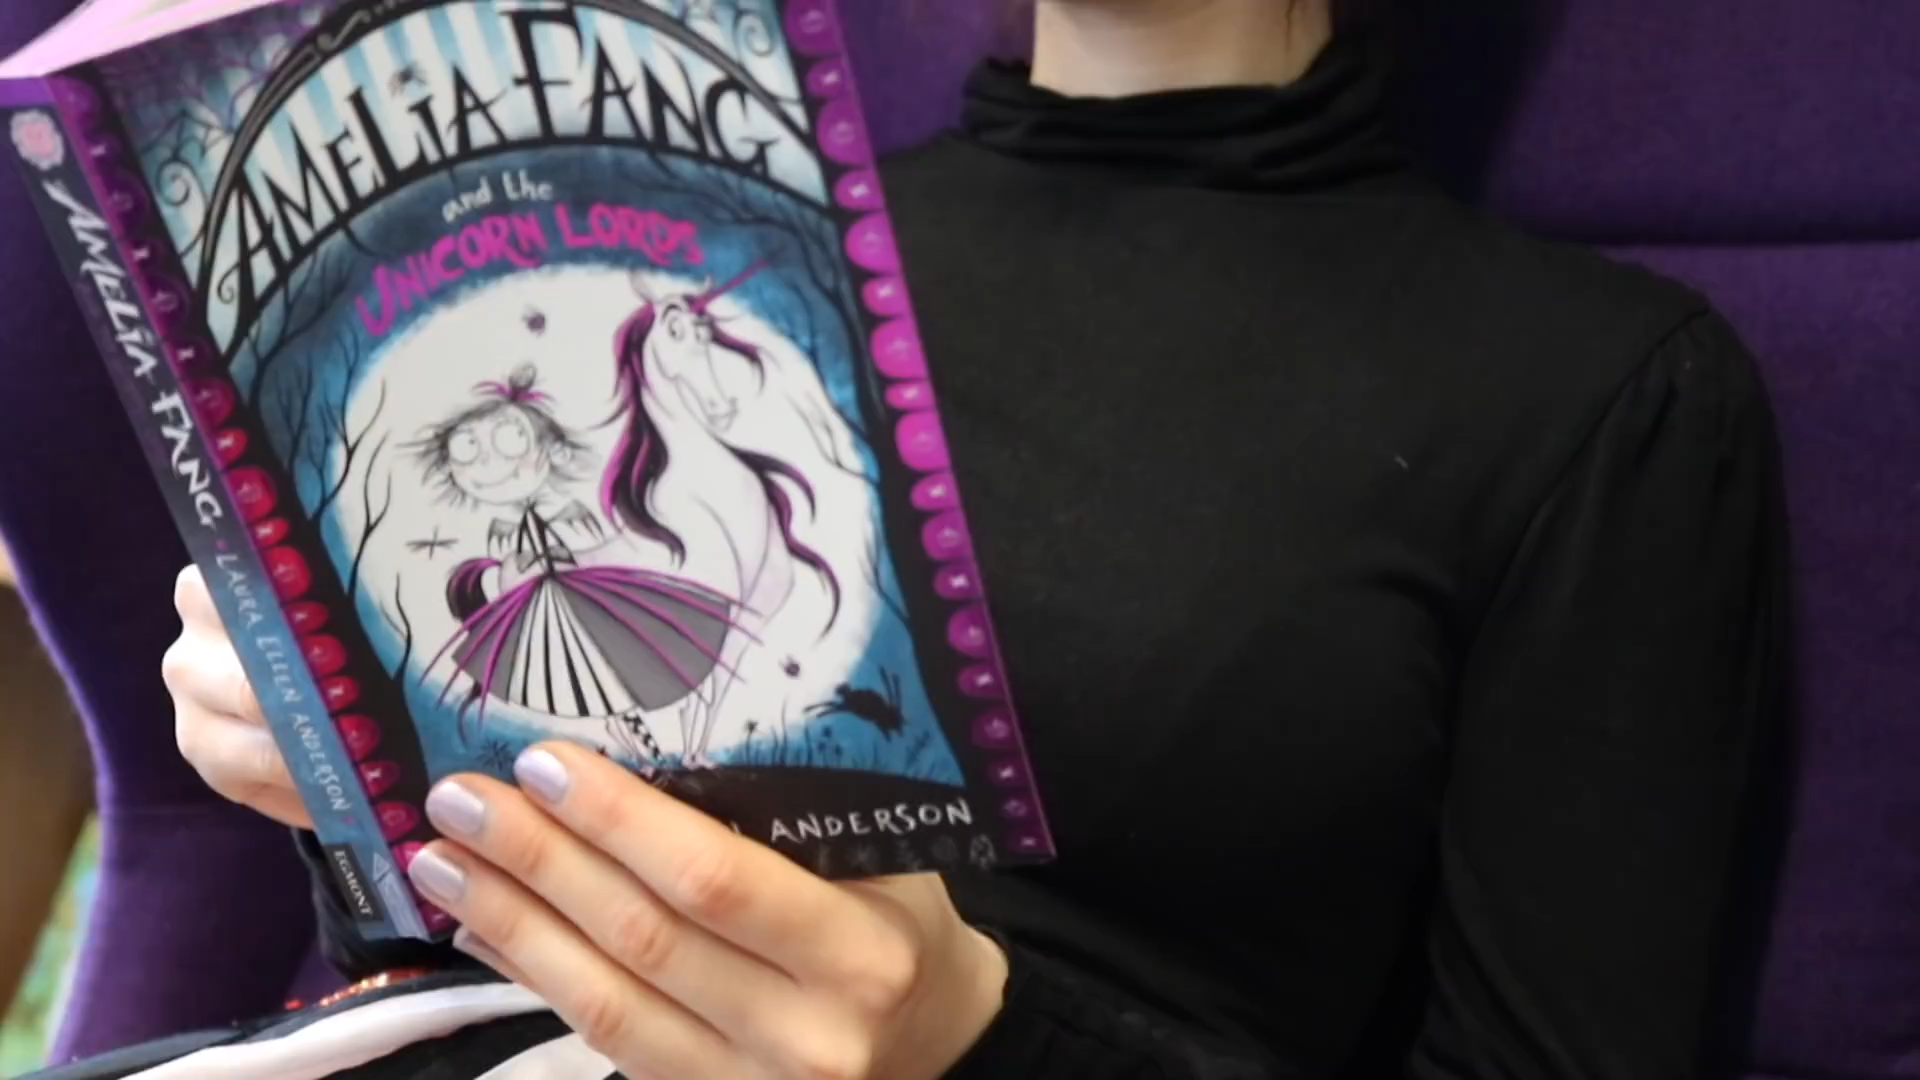 AMELIA FANG
and the
UNICORN LORDS
ANDERSON
AMELIA FANG LAURA ELLEN ANDERSON
EGMONT